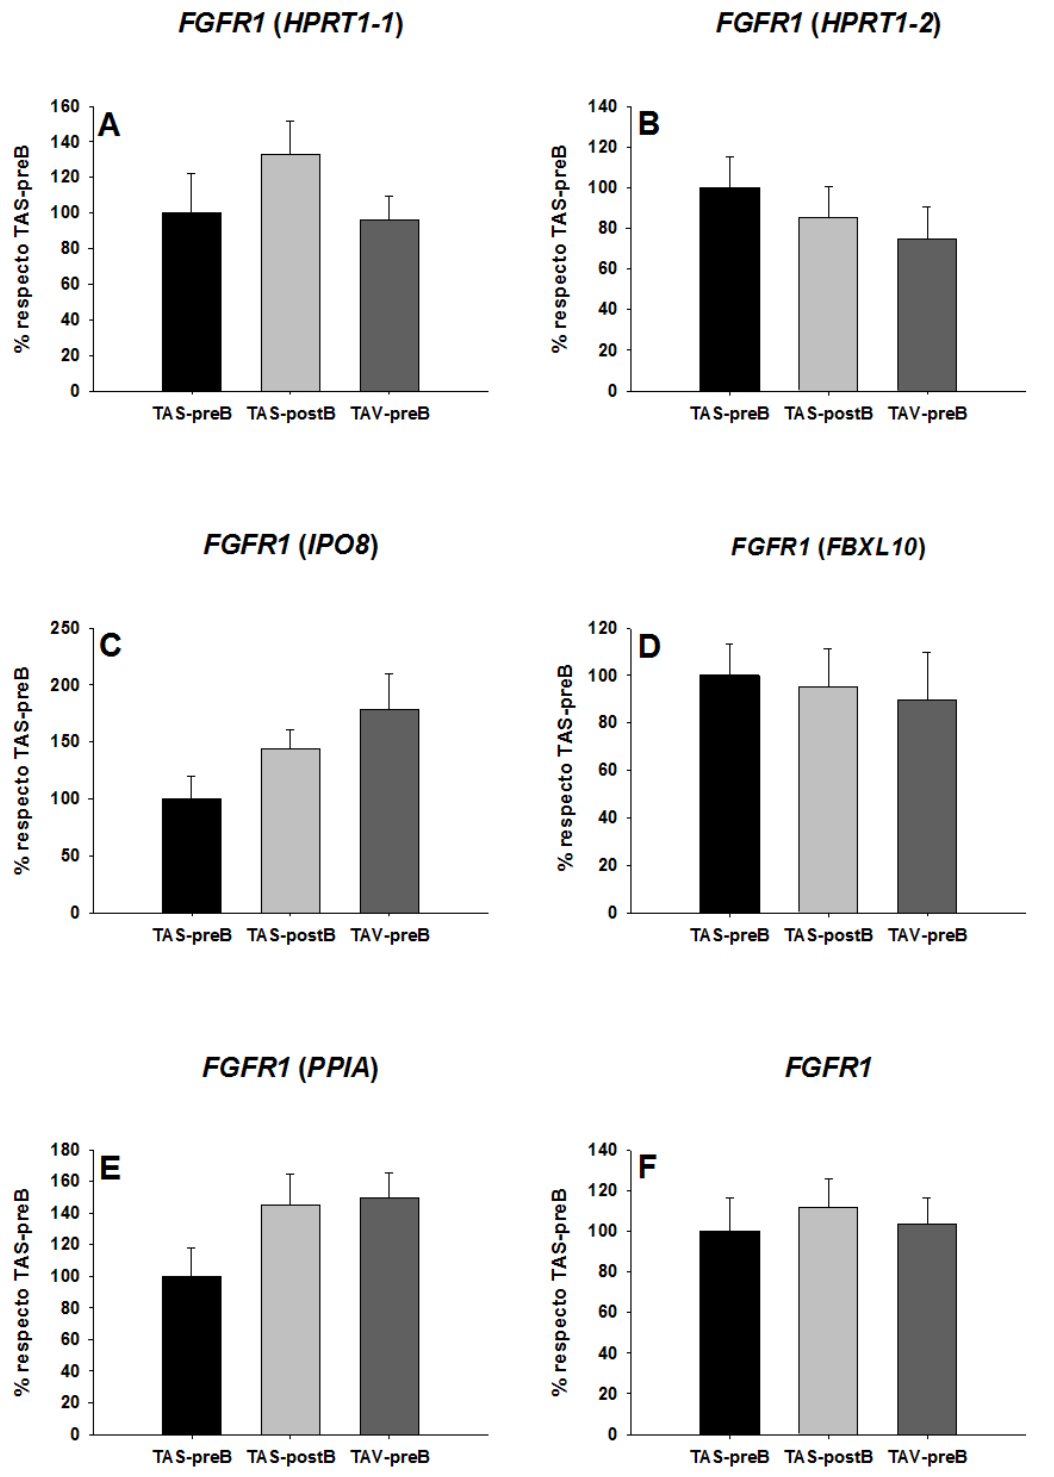 FGFR1 (HPRT1-1)
A
% respecto TAS-preB
160
140
120
100
80
60
40
20
0
TAS-preB TAS-postB TAV-preB
FGFR1 (HPRT1-2)
B
% respecto TAS-preB
140
120
100
80
60
40
20
0
TAS-preB TAS-postB TAV-preB
FGFR1 (IPO8)
C
% respecto TAS-preB
250
200
150
100
50
0
TAS-preB TAS-postB TAV-preB
FGFR1 (FBXL10)
D
% respecto TAS-preB
120
100
80
60
40
20
0
TAS-preB TAS-postB TAV-preB
FGFR1 (PPIA)
E
% respecto TAS-preB
180
160
140
120
100
80
60
40
20
0
TAS-preB TAS-postB TAV-preB
FGFR1
F
% respecto TAS-preB
140
120
100
80
60
40
20
0
TAS-preB TAS-postB TAV-preB